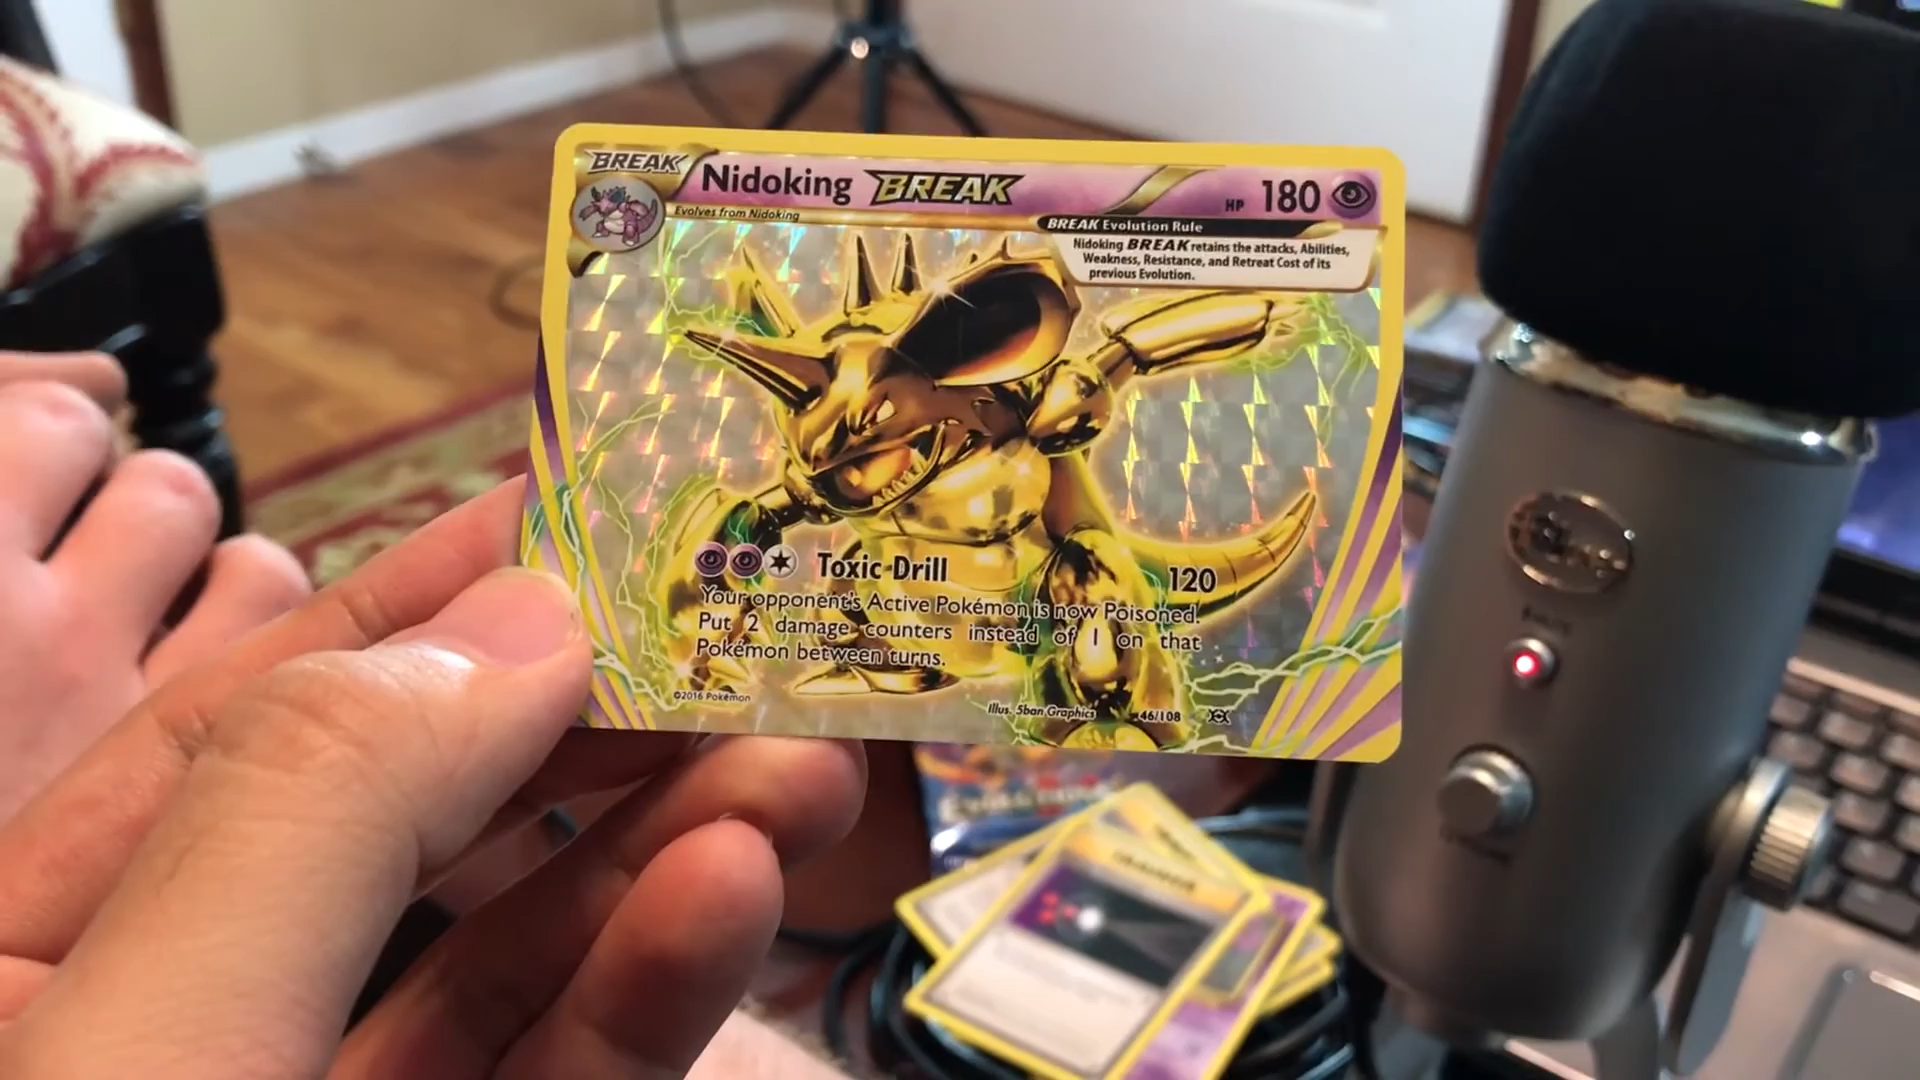 BREAK
Nidoking BREAK
HP 180
Evolves from Nidoking
BREAK Evolution Rule
Nidoking BREAK retains the attacks, Abilities,
Weakness, Resistance, and Retreat Cost of its
previous Evolution.
Toxic Drill
120
Your opponent's Active Pokémon is now Poisoned.
Put 2 damage counters instead of 1 on that
Pokémon between turns.
©2016 Pokémon
Illus. 5ban Graphics
46/108